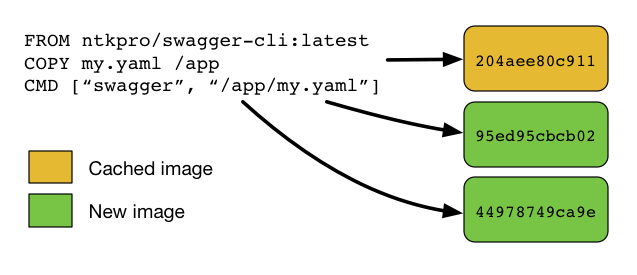 FROM ntkpro/swagger-cli:latest
COPY my.yaml /app
CMD [“swagger”, “/app/my.yaml”]
204aee80c911
95ed95cbcb02
44978749ca9e
Cached image
New image